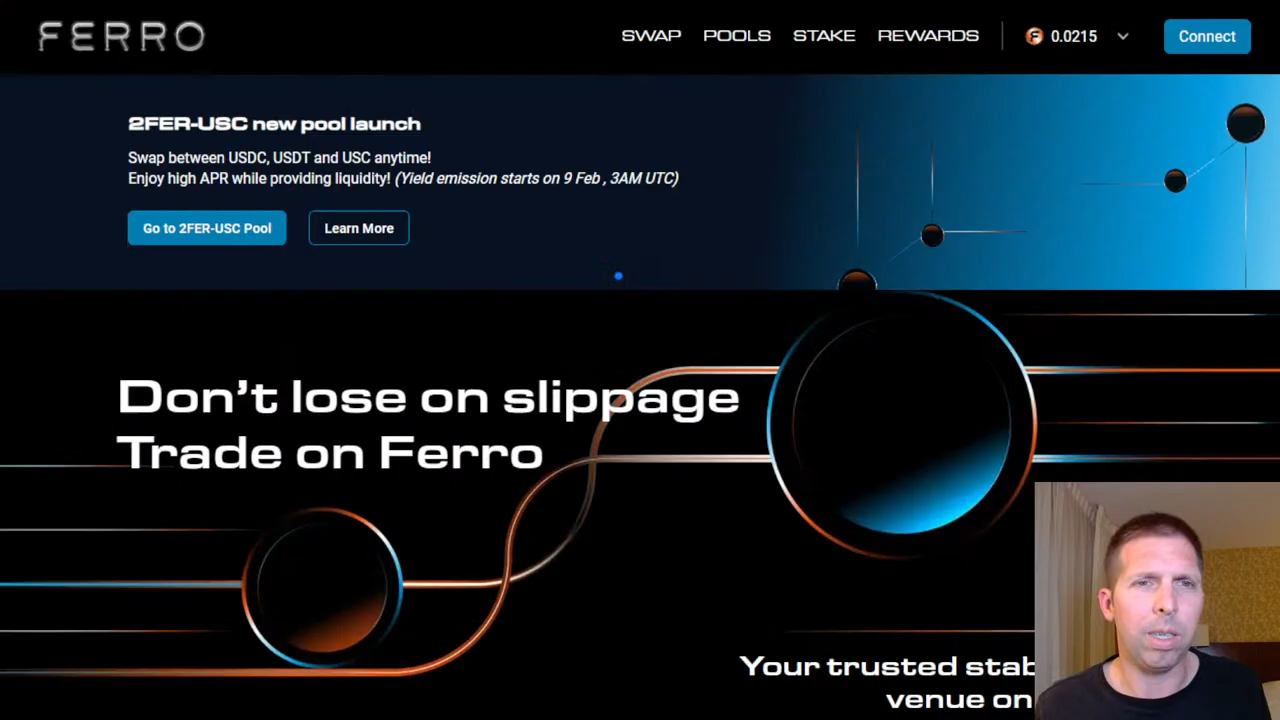 FERRO
SWAP POOLS STAKE REWARDS 0.0215 Connect
2FER-USC new pool launch
Swap between USDC, USDT and USC anytime!
Enjoy high APR while providing liquidity! (Yield emission starts on 9 Feb , 3AM UTC)
Go to 2FER-USC Pool Learn More
Don't lose on slippage
Trade on Ferro
Your trusted stab
venue on